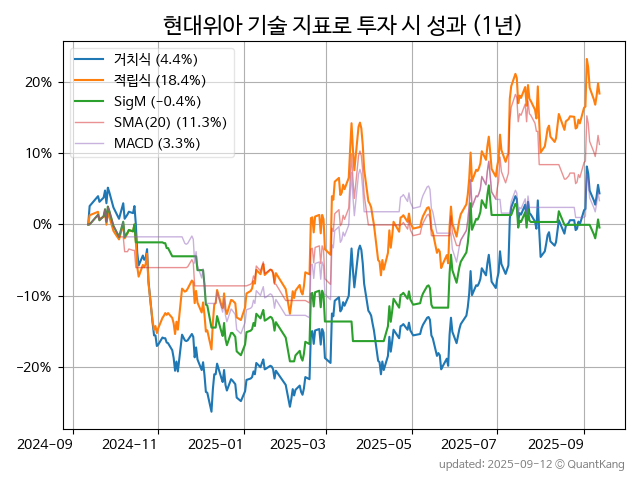 현대위아 기술 지표로 투자 시 성과 (1년)
거치식 (4.4%)
적립식 (18.4%)
SigM (−0.4%)
SMA(20) (11.3%)
MACD (3.3%)
20%
10%
0%
−10%
−20%
2024-09
2024-11
2025-01
2025-03
2025-05
2025-07
2025-09
updated: 2025-09-12 ⓒ QuantKang